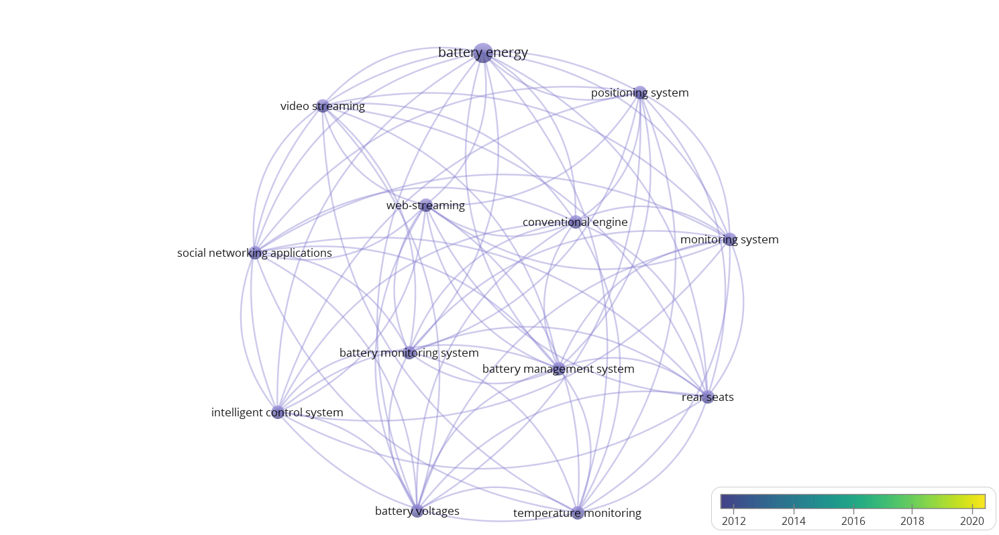 battery energy
positioning system
video streaming
web-streaming
conventional engine
monitoring system
social networking applications
battery monitoring system
battery management system
rear seats
intelligent control system
battery voltages
temperature monitoring
2012 2014 2016 2018 2020